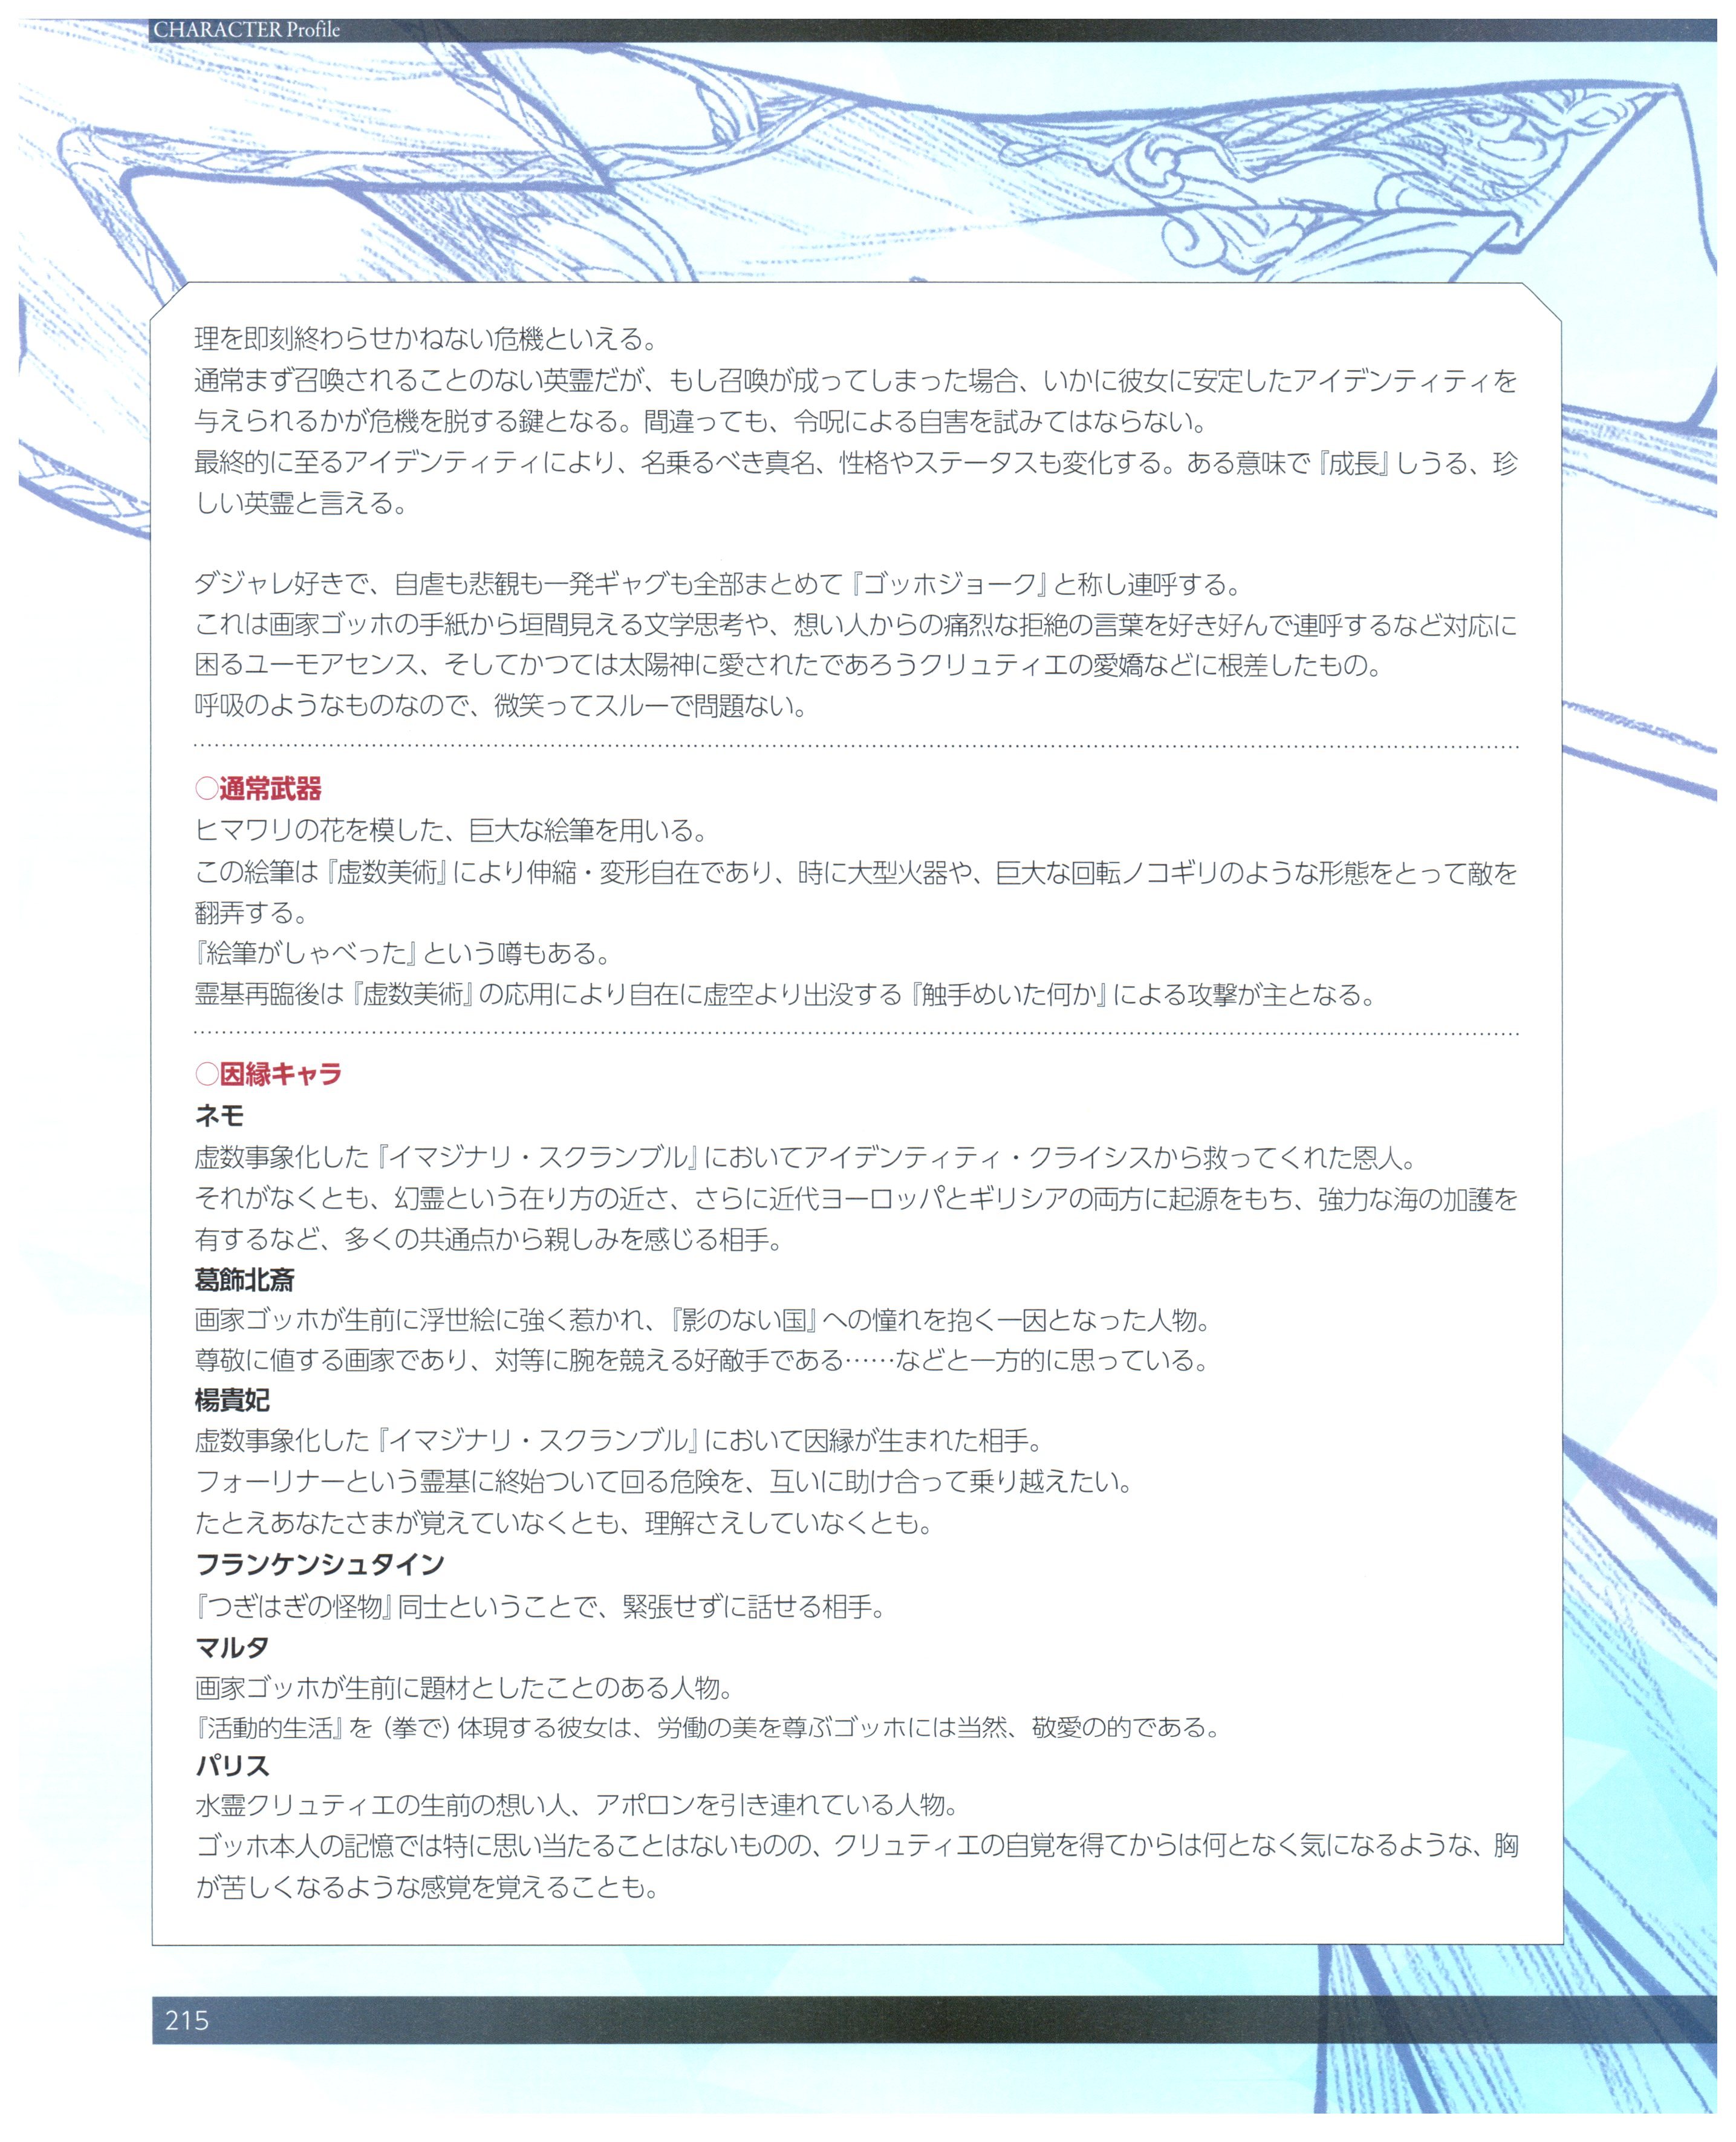 CHARACTER Profile
理を即刻終わらせかねない危機といえる。
通常まず召喚されることのない英霊だが、もし召喚が成ってしまった場合、いかに彼女に安定したアイデンティティを
与えられるかが危機を脱する鍵となる。間違っても、令呪による自害を試みてはならない。
最終的に至るアイデンティティにより、名乗るべき真名、性格やステータスも変化する。ある意味で『成長』しうる、珍
しい英霊と言える。
ダジャレ好きで、自虐も悲観も一発ギャグも全部まとめて『ゴッホジョーク』と称し連呼する。
これは画家ゴッホの手紙から垣間見える文学思考や、想い人からの痛烈な拒絶の言葉を好き好んで連呼するなど対応に
困るユーモアセンス、そしてかつては太陽神に愛されたであろうクリュティエの愛嬌などに根差したもの。
呼吸のようなものなので、微笑ってスルーで問題ない。
○通常武器
ヒマワリの花を模した、巨大な絵筆を用いる。
この絵筆は『虚数美術』により伸縮・変形自在であり、時に大型火器や、巨大な回転ノコギリのような形態をとって敵を
翻弄する。
『絵筆がしゃべった』という噂もある。
霊基再臨後は『虚数美術』の応用により自在に虚空より出没する『触手めいた何か』による攻撃が主となる。
○因縁キャラ
ネモ
虚数事象化した『イマジナリ・スクランブル』においてアイデンティティ・クライシスから救ってくれた恩人。
それがなくとも、幻霊という在り方の近さ、さらに近代ヨーロッパとギリシアの両方に起源をもち、強力な海の加護を
有するなど、多くの共通点から親しみを感じる相手。
葛飾北斎
画家ゴッホが生前に浮世絵に強く惹かれ、『影のない国』への憧れを抱く一因となった人物。
尊敬に値する画家であり、対等に腕を競える好敵手である……などと一方的に思っている。
楊貴妃
虚数事象化した『イマジナリ・スクランブル』において因縁が生まれた相手。
フォーリナーという霊基に終始ついて回る危険を、互いに助け合って乗り越えたい。
たとえあなたさまが覚えていなくとも、理解さえしていなくとも。
フランケンシュタイン
『つぎはぎの怪物』同士ということで、緊張せずに話せる相手。
マルタ
画家ゴッホが生前に題材としたことのある人物。
『活動的生活』を（拳で）体現する彼女は、労働の美を尊ぶゴッホには当然、敬愛の的である。
パリス
水霊クリュティエの生前の想い人、アポロンを引き連れている人物。
ゴッホ本人の記憶では特に思い当たることはないものの、クリュティエの自覚を得てからは何となく気になるような、胸
が苦しくなるような感覚を覚えることも。
215